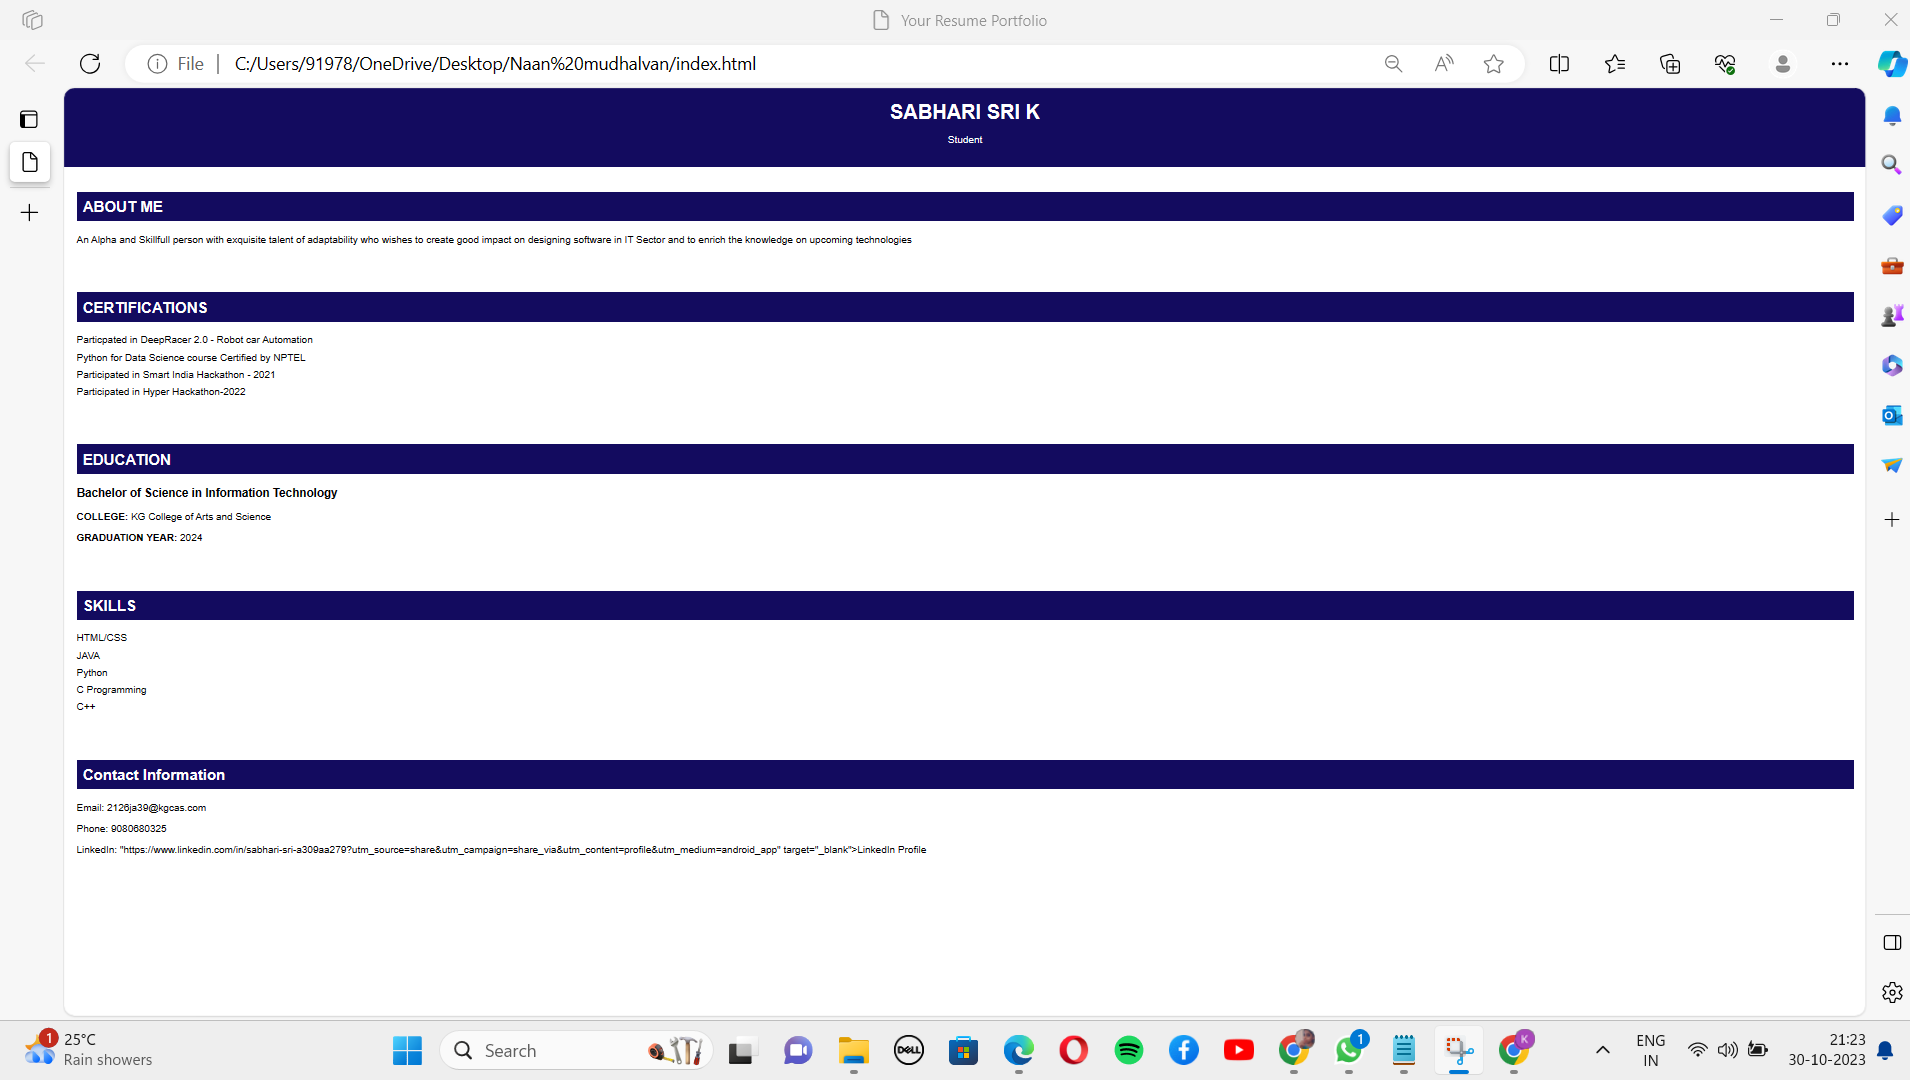 Your Resume Portfolio
File
C:/Users/91978/OneDrive/Desktop/Naan%20mudhalvan/index.html
SABHARI SRI K
Student
ABOUT ME
An Alpha and Skillfull person with exquisite talent of adaptability who wishes to create good impact on designing software in IT Sector and to enrich the knowledge on upcoming technologies
CERTIFICATIONS
Particpated in DeepRacer 2.0 - Robot car Automation
Python for Data Science course Certified by NPTEL
Participated in Smart India Hackathon - 2021
Participated in Hyper Hackathon-2022
EDUCATION
Bachelor of Science in Information Technology
COLLEGE: KG College of Arts and Science
GRADUATION YEAR: 2024
SKILLS
HTML/CSS
JAVA
Python
C Programming
C++
Contact Information
Email: 2126ja39@kgcas.com
Phone: 9080680325
LinkedIn: "https://www.linkedin.com/in/sabhari-sri-a309aa279?utm_source=share&utm_campaign=share_via&utm_content=profile&utm_medium=android_app" target="_blank">LinkedIn Profile
1
25°C
Rain showers
Search
DELL
1
K
ENG
IN
21:23
30-10-2023